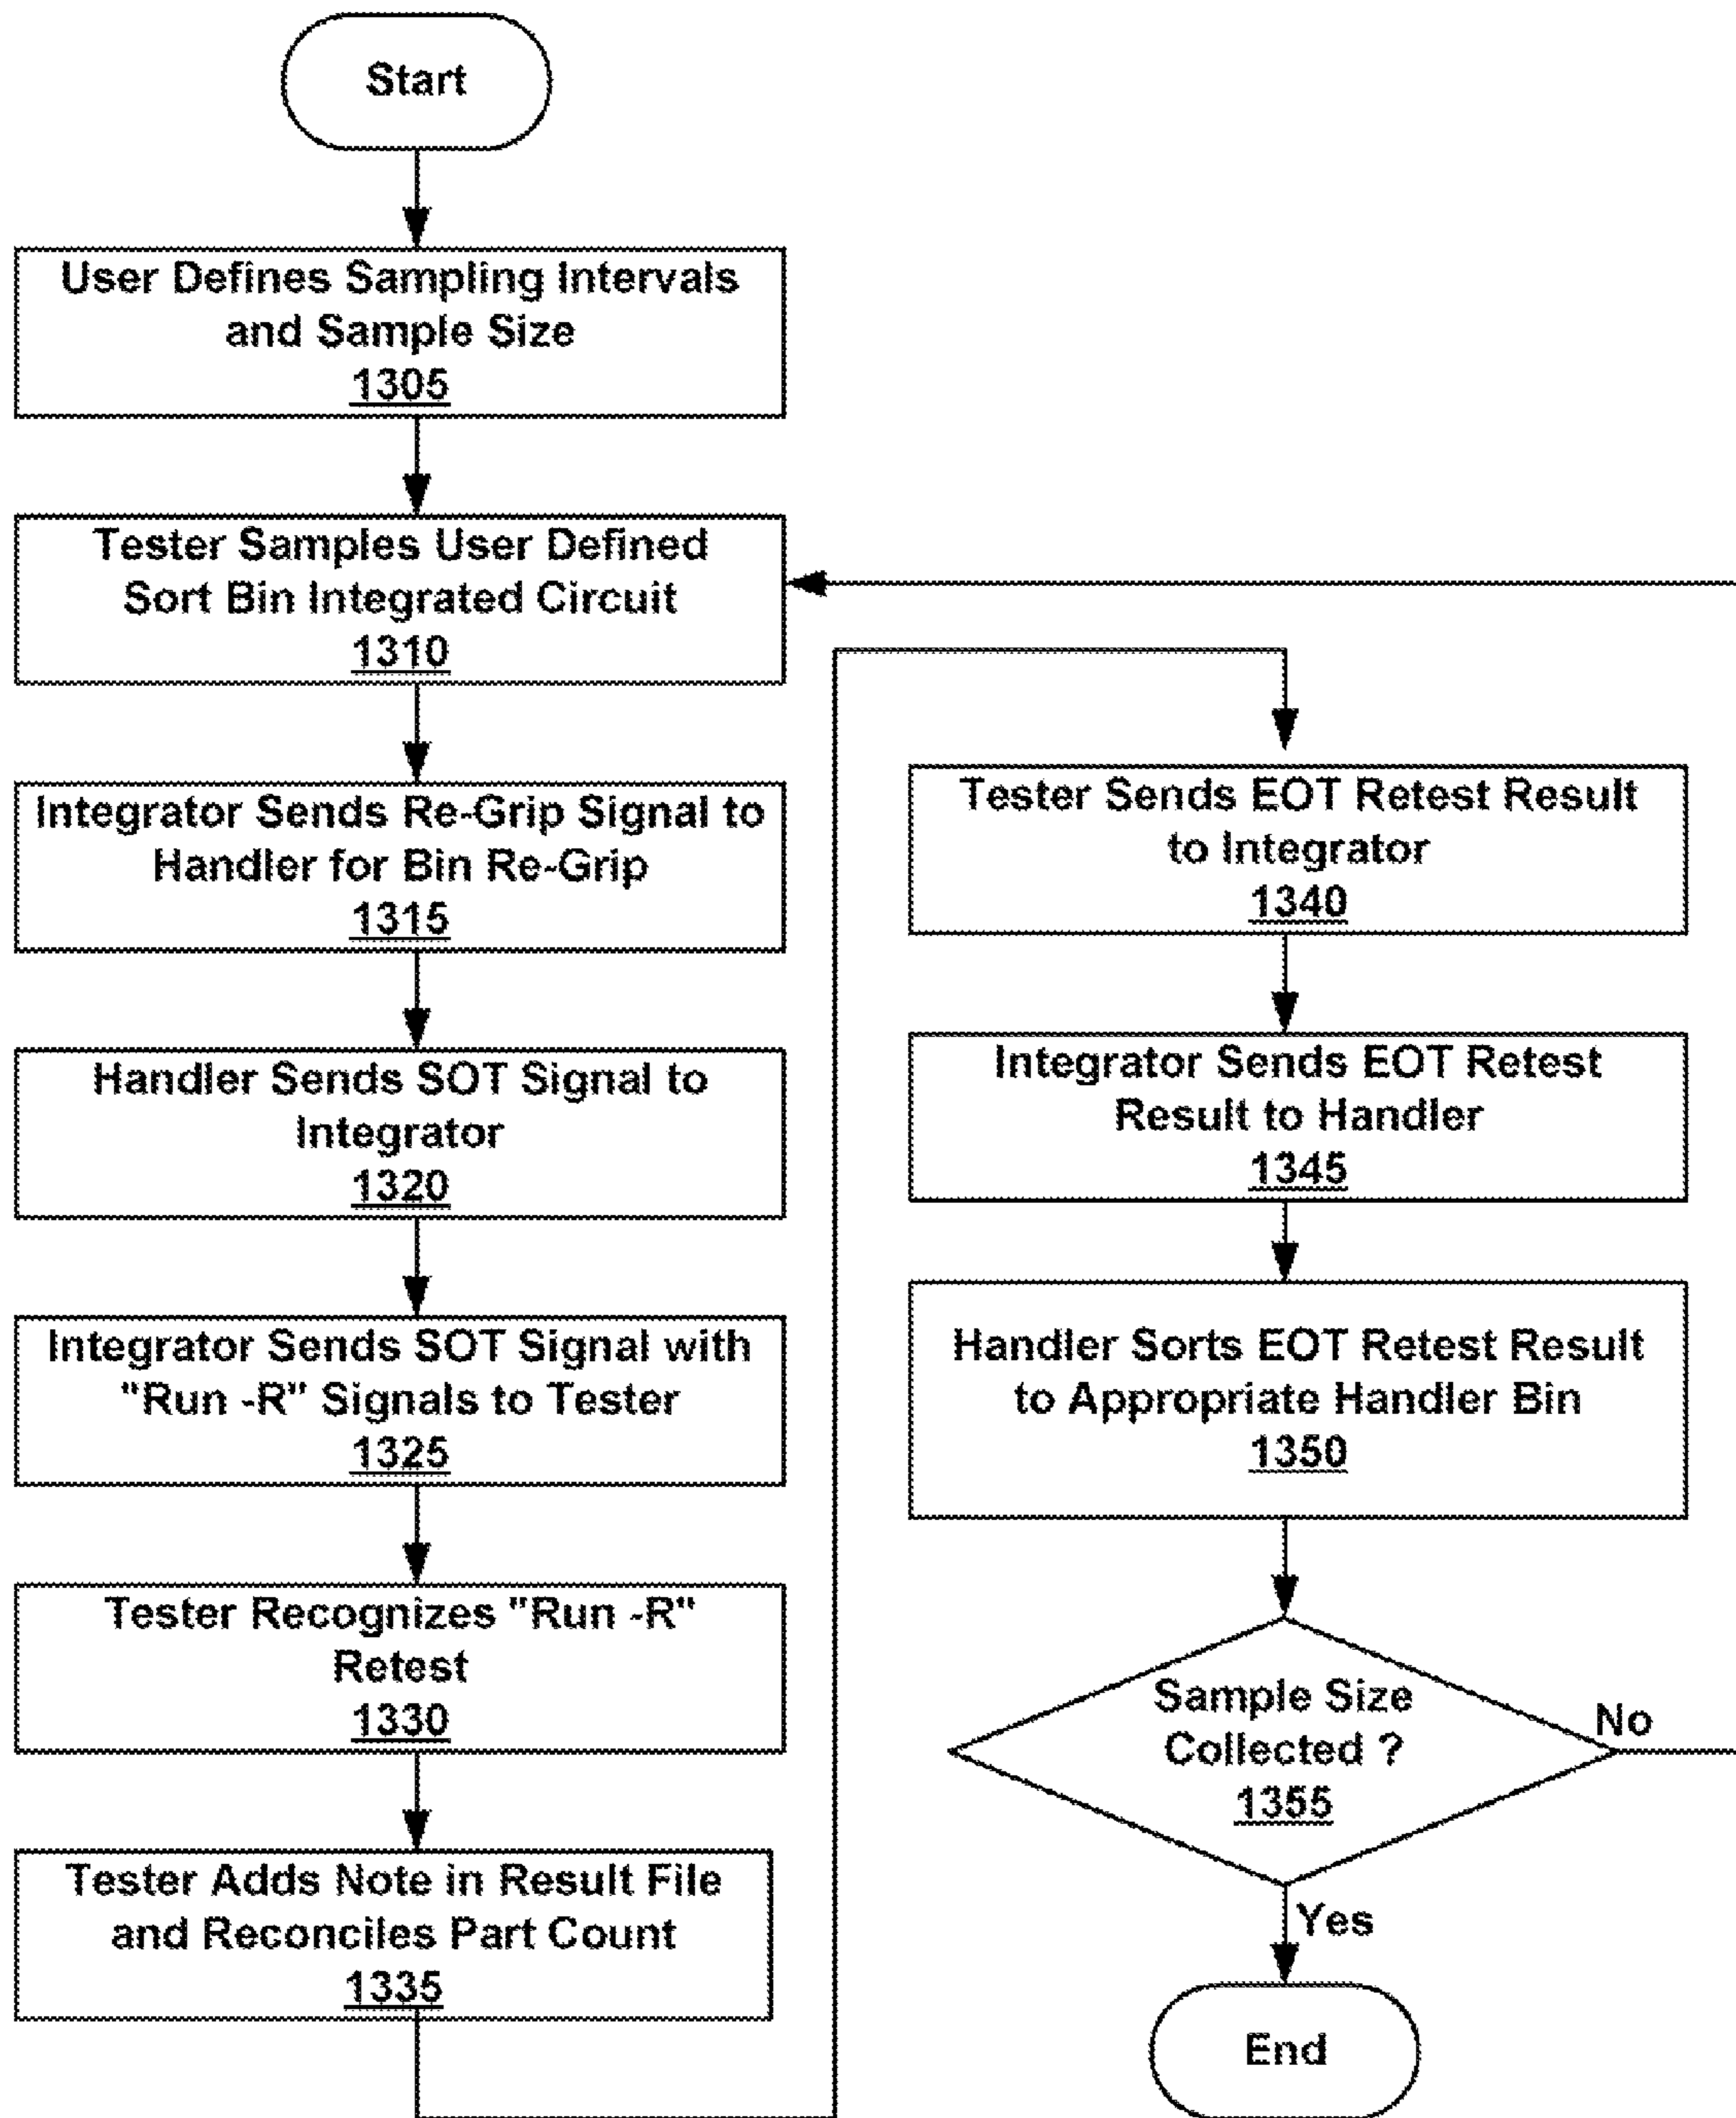 Start
User Defines Sampling Intervals
and Sample Size
1305
Tester Samples User Defined
Sort Bin Integrated Circuit
1310
Integrator Sends Re-Grip Signal to
Handler for Bin Re-Grip
1315
Handler Sends SOT Signal to
Integrator
1320
Integrator Sends SOT Signal with
"Run -R" Signals to Tester
1325
Tester Recognizes "Run -R"
Retest
1330
Tester Adds Note in Result File
and Reconciles Part Count
1335
Tester Sends EOT Retest Result
to Integrator
1340
Integrator Sends EOT Retest
Result to Handler
1345
Handler Sorts EOT Retest Result
to Appropriate Handler Bin
1350
Sample Size
Collected ?
1355
No
Yes
End